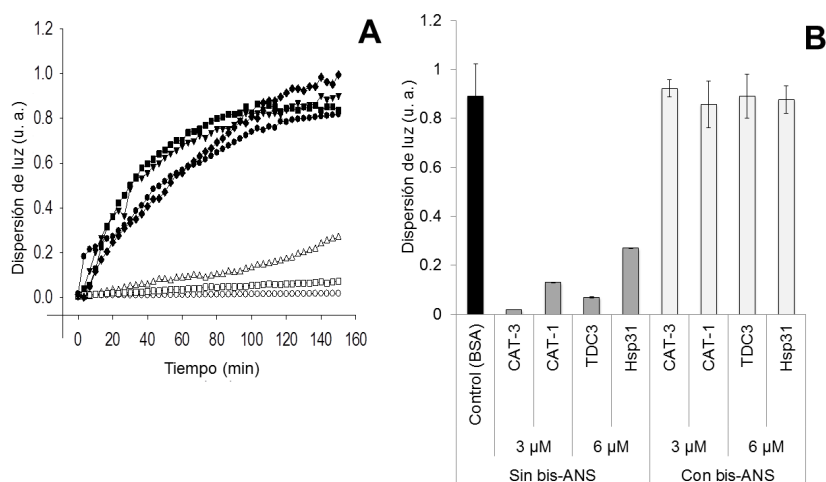 A
Dispersión de luz (u. a.)
1.2
1.0
0.8
0.6
0.4
0.2
0.0
0 20 40 60 80 100 120 140 160
Tiempo (min)
B
Dispersión de luz (u. a.)
1.2
1
0.8
0.6
0.4
0.2
0
Control (BSA)
CAT-3
CAT-1
TDC3
Hsp31
CAT-3
CAT-1
TDC3
Hsp31
3 µM 6 µM 3 µM 6 µM
Sin bis-ANS Con bis-ANS